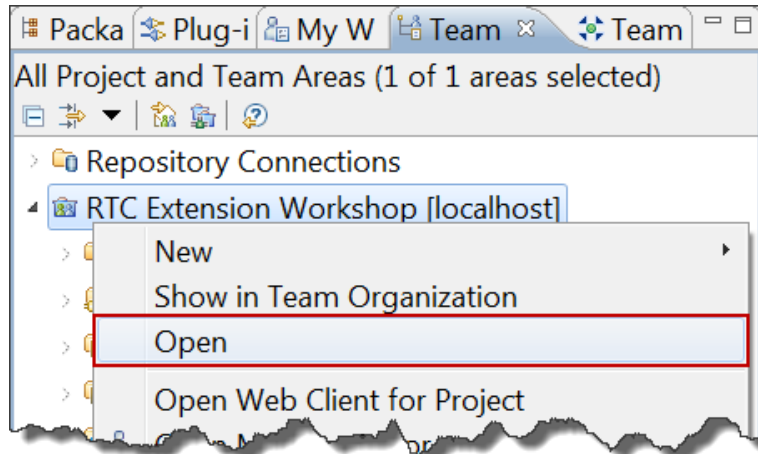 Packa Plug-i My W Team Team
All Project and Team Areas (1 of 1 areas selected)
Repository Connections
RTC Extension Workshop [localhost]
New
Show in Team Organization
Open
Open Web Client for Project